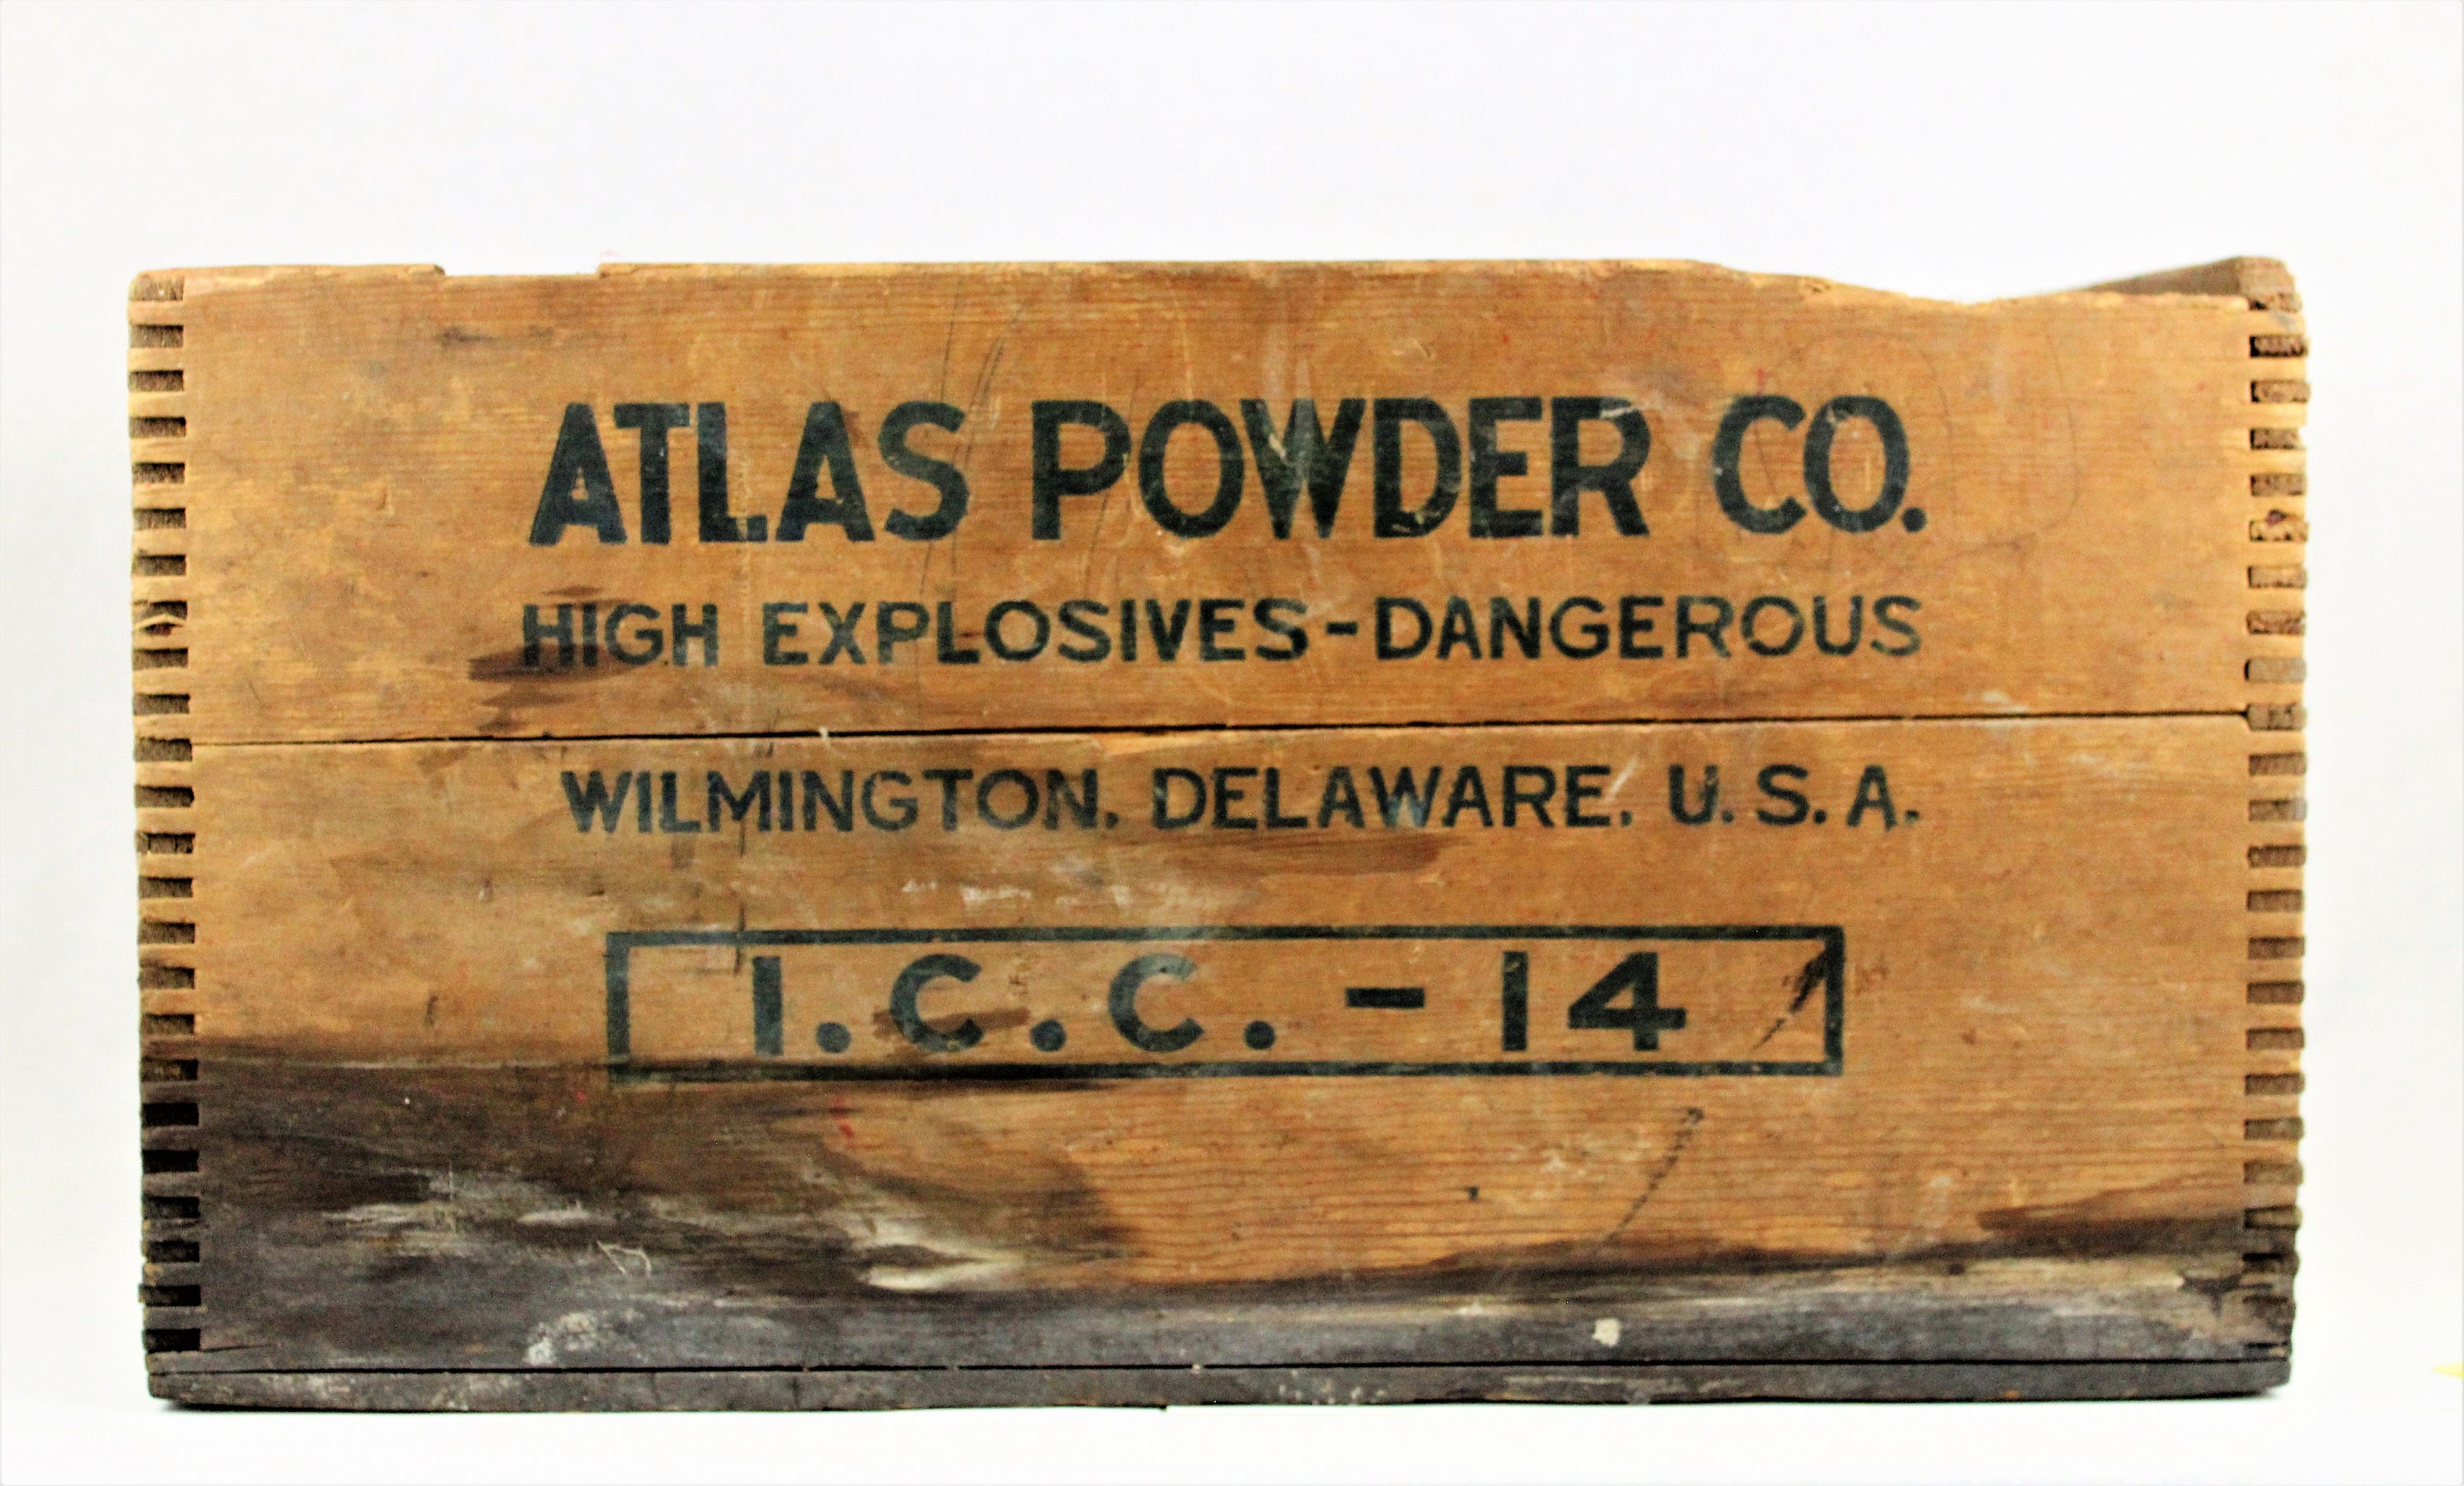 ATLAS POWDER CO.
HIGH EXPLOSIVES-DANGEROUS
WILMINGTON, DELAWARE, U.S.A.
I.C.C.-14